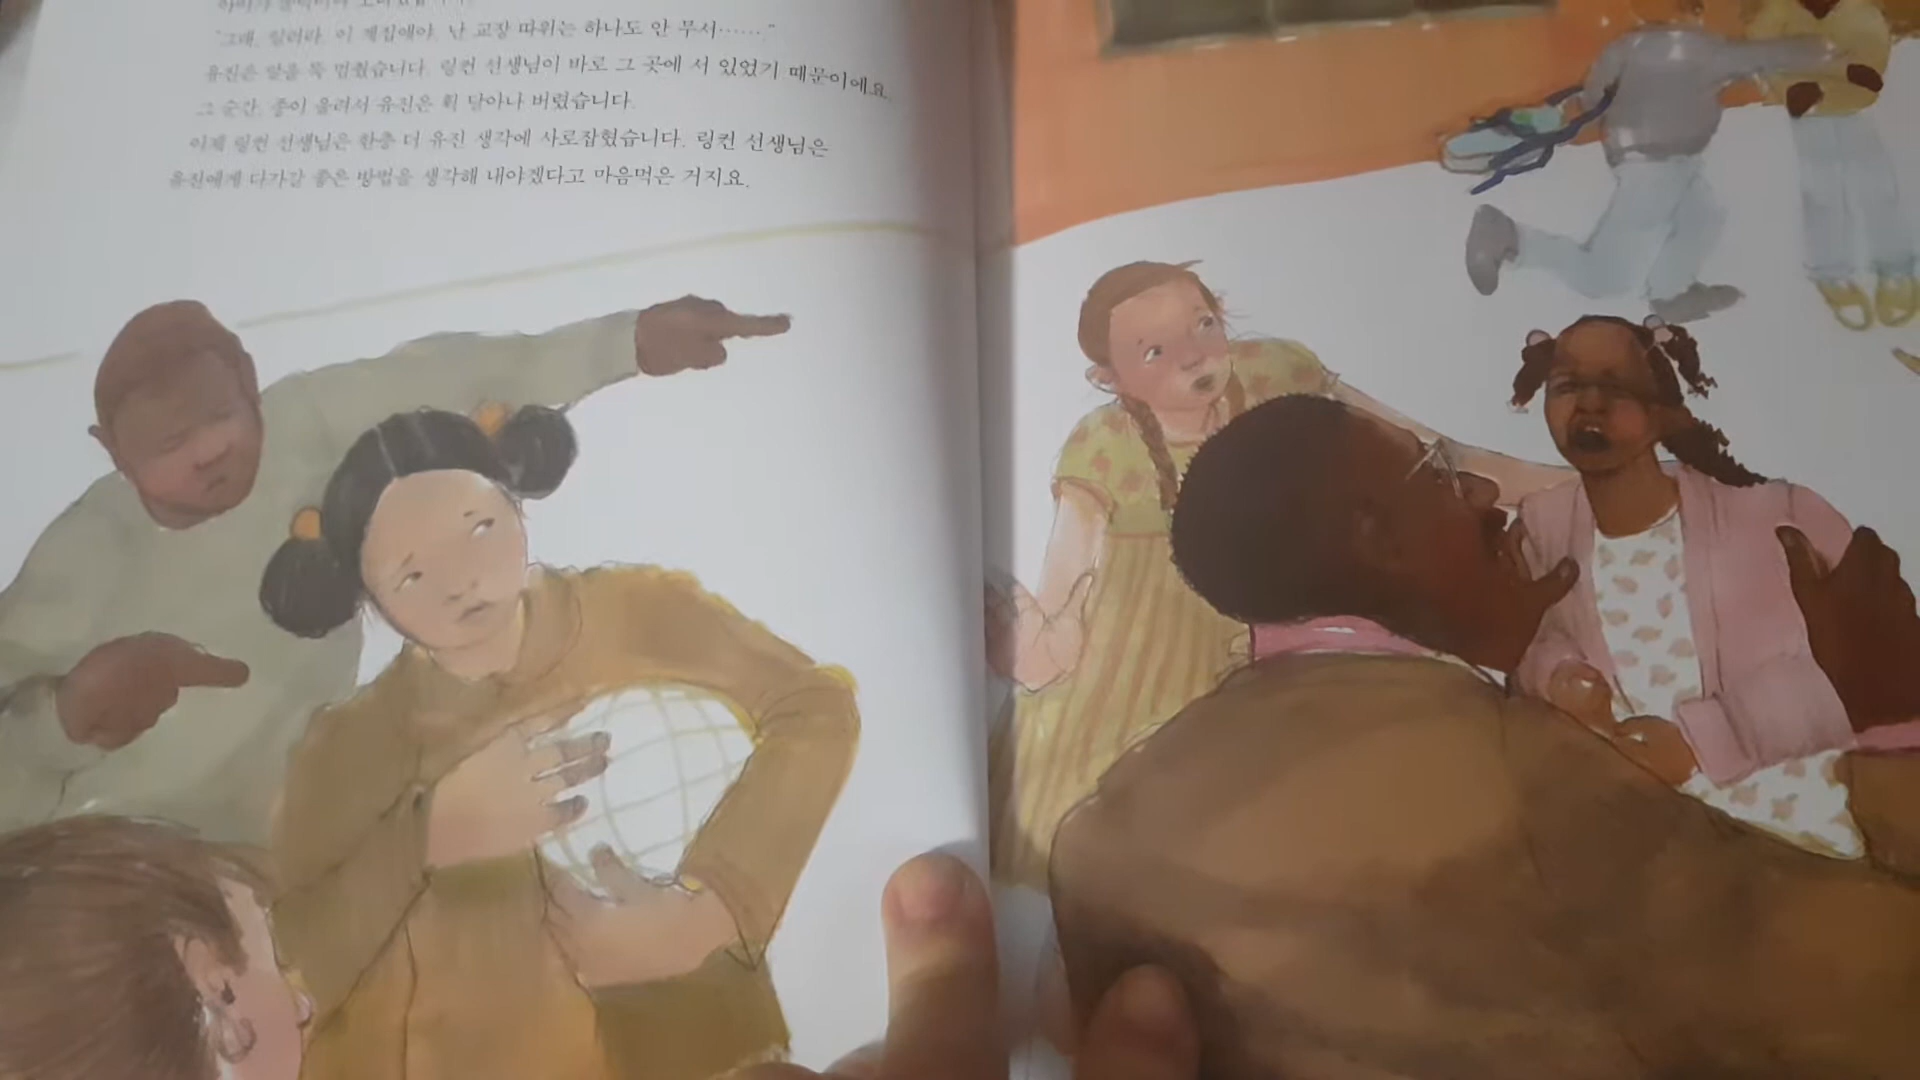 "그래, 일러라, 이 계집애야. 난 교장 따위는 하나도 안 무서……"
유진은 말을 뚝 멈췄습니다. 링컨 선생님이 바로 그 곳에 서 있었기 때문이에요.
그 순간, 종이 울려서 유진은 휙 달아나 버렸습니다.
이제 링컨 선생님은 한층 더 유진 생각에 사로잡혔습니다. 링컨 선생님은
유진에게 다가갈 좋은 방법을 생각해 내야겠다고 마음먹은 거지요.